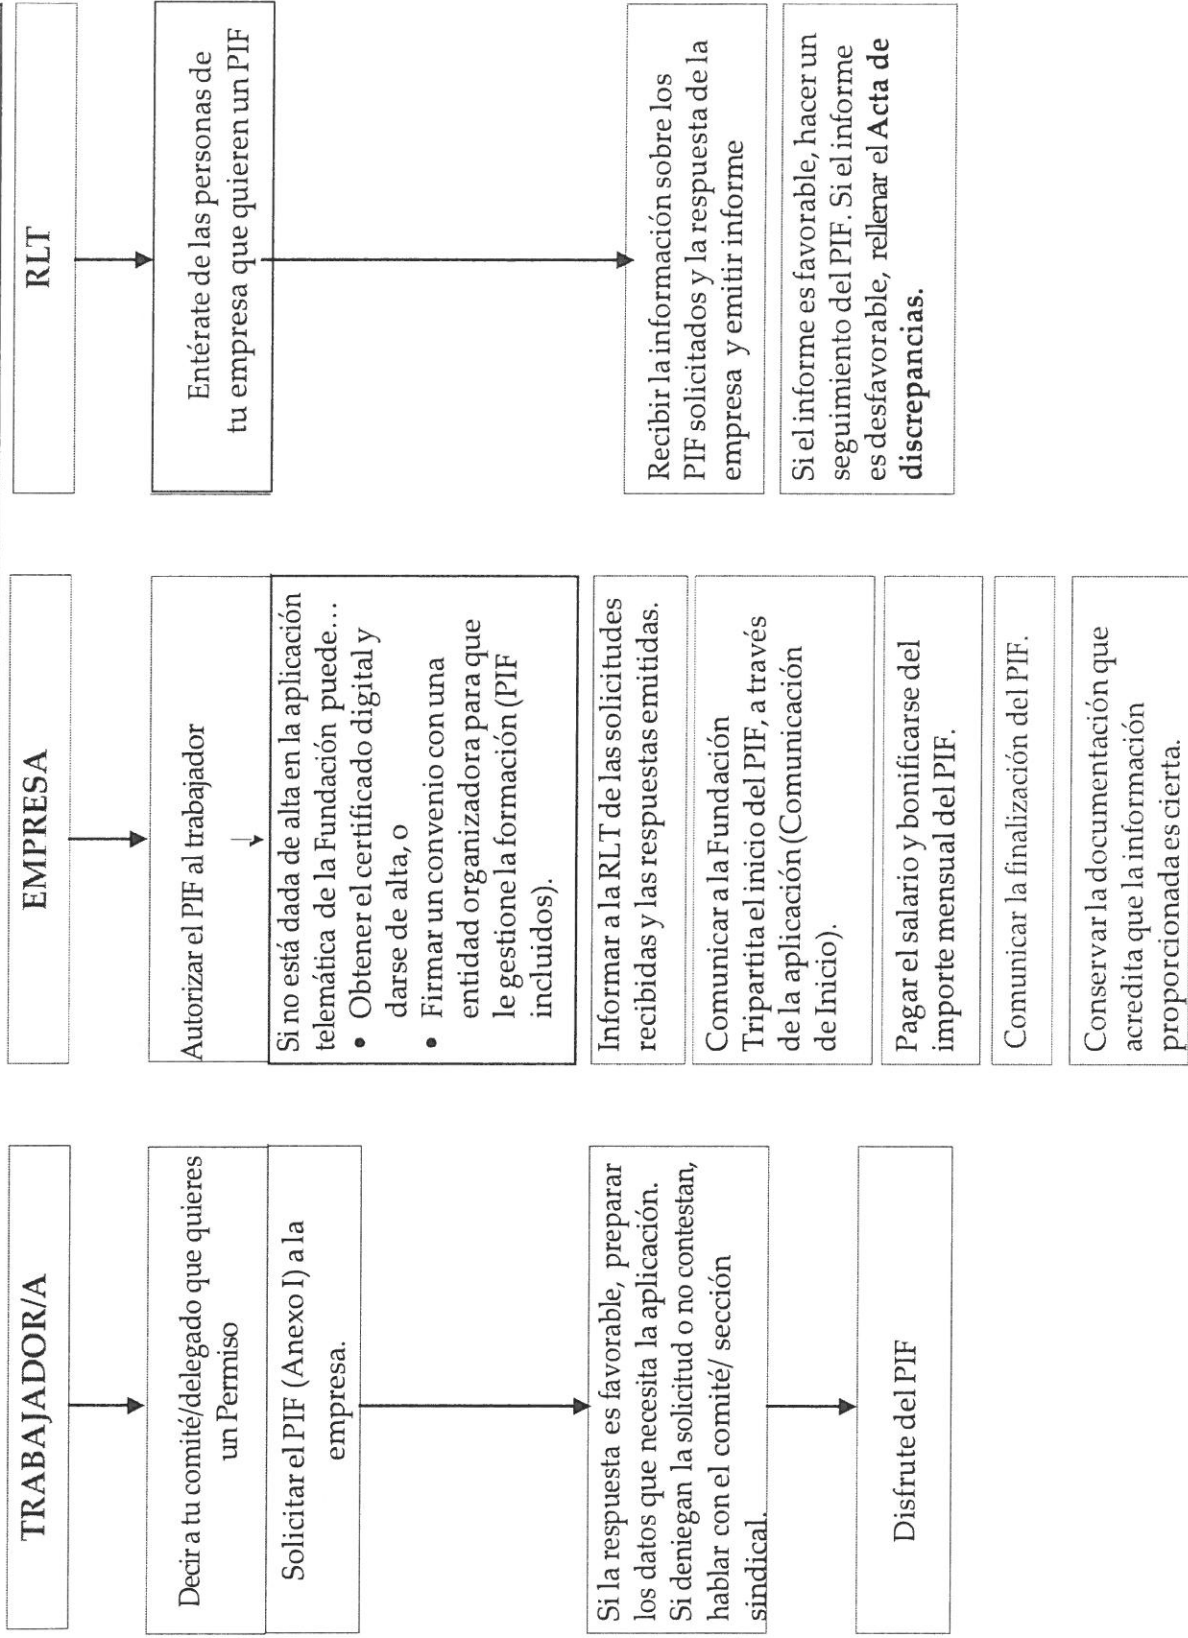 TRABAJADOR/A
Decir a tu comité/delegado que quieres
un Permiso
Solicitar el PIF (Anexo I) a la
empresa.
Si la respuesta es favorable, preparar
los datos que necesita la aplicación.
Si deniegan la solicitud o no contestan,
hablar con el comité/ sección
sindical.
Disfrute del PIF
EMPRESA
Autorizar el PIF al trabajador
Si no está dada de alta en la aplicación
telemática de la Fundación puede…
• Obtener el certificado digital y
darse de alta, o
• Firmar un convenio con una
entidad organizadora para que
le gestione la formación (PIF
incluidos).
Informar a la RLT de las solicitudes
recibidas y las respuestas emitidas.
Comunicar a la Fundación
Tripartita el inicio del PIF, a través
de la aplicación (Comunicación
de Inicio).
Pagar el salario y bonificarse del
importe mensual del PIF.
Comunicar la finalización del PIF.
Conservar la documentación que
acredita que la información
proporcionada es cierta.
RLT
Entérate de las personas de
tu empresa que quieren un PIF
Recibir la información sobre los
PIF solicitados y la respuesta de la
empresa y emitir informe
Si el informe es favorable, hacer un
seguimiento del PIF. Si el informe
es desfavorable, rellenar el Acta de
discrepancias.